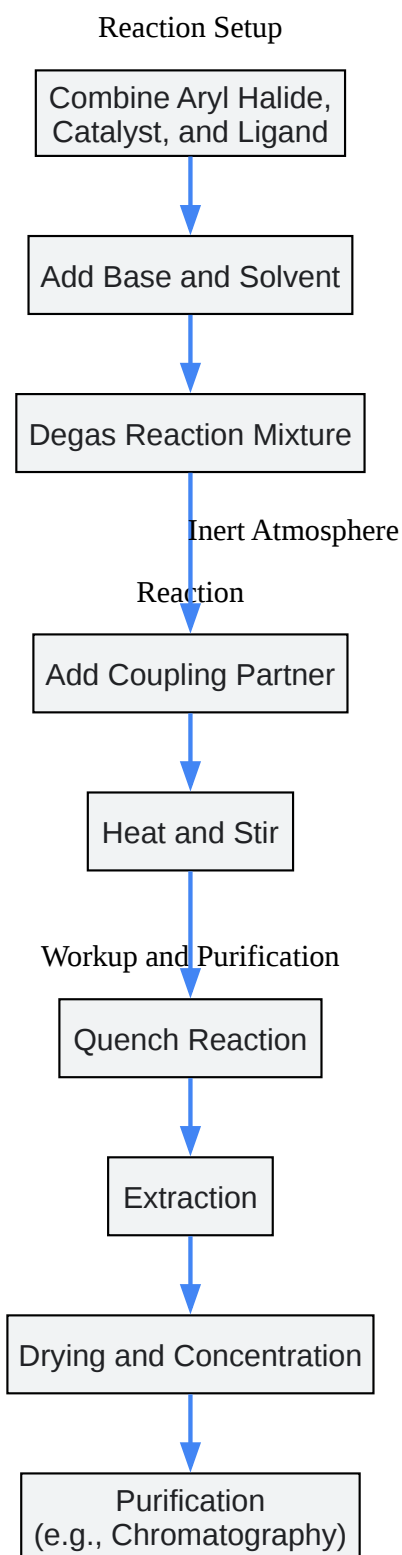 Reaction Setup
Combine Aryl Halide,
Catalyst, and Ligand
Add Base and Solvent
Degas Reaction Mixture
Inert Atmosphere
Reaction
Add Coupling Partner
Heat and Stir
Workup and Purification
Quench Reaction
Extraction
Drying and Concentration
Purification
(e.g., Chromatography)